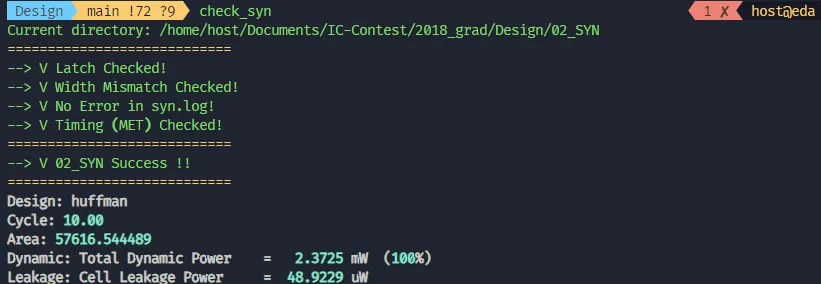 Design main !72 ?9 check_syn 1 ✗ host@eda
Current directory: /home/host/Documents/IC-Contest/2018_grad/Design/02_SYN
============================
--> V Latch Checked!
--> V Width Mismatch Checked!
--> V No Error in syn.log!
--> V Timing (MET) Checked!
============================
--> V 02_SYN Success !!
============================
Design: huffman
Cycle: 10.00
Area: 57616.544489
Dynamic: Total Dynamic Power    =   2.3725 mW  (100%)
Leakage: Cell Leakage Power     =  48.9229 uW